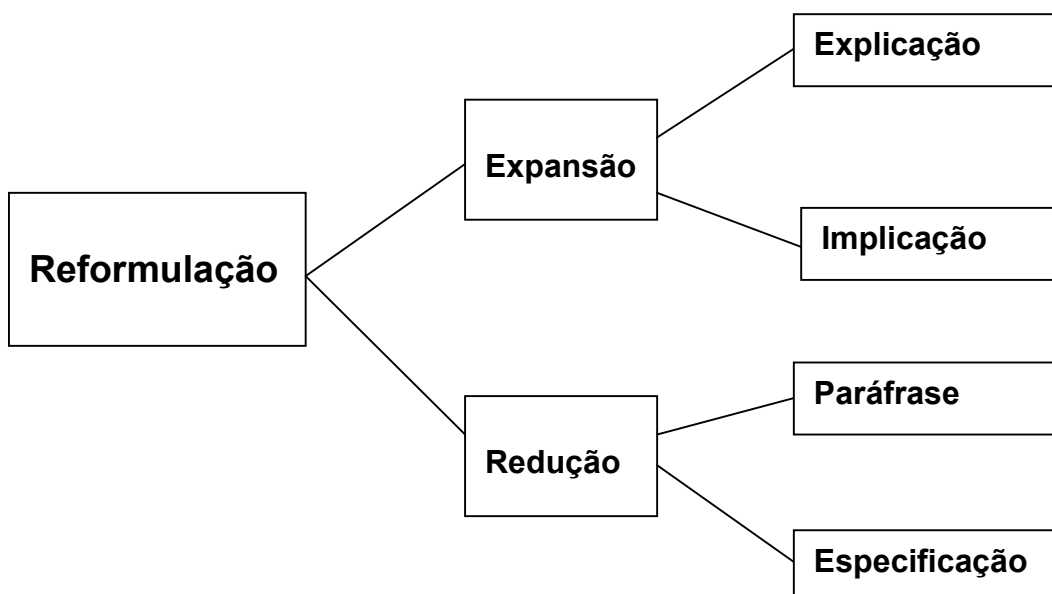 Reformulação
Expansão
Explicação
Implicação
Redução
Paráfrase
Especificação